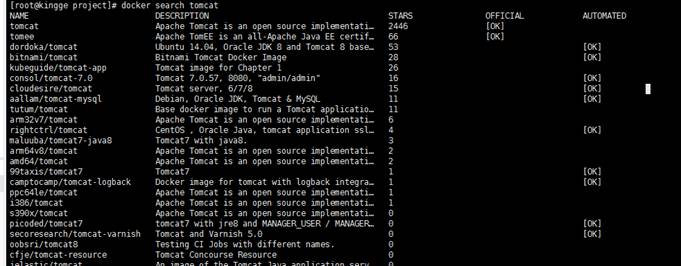 [root@kingge project]# docker search tomcat
NAME DESCRIPTION STARS OFFICIAL AUTOMATED
tomcat Apache Tomcat is an open source implementati… 2446 [OK]
tomee Apache TomEE is an all-Apache Java EE certif… 66 [OK]
dordoka/tomcat Ubuntu 14.04, Oracle JDK 8 and Tomcat 8 base… 53 [OK]
bitnami/tomcat Bitnami Tomcat Docker Image 28 [OK]
kubeguide/tomcat-app Tomcat image for Chapter 1 26
consol/tomcat-7.0 Tomcat 7.0.57, 8080, "admin/admin" 16 [OK]
cloudesire/tomcat Tomcat server, 6/7/8 15 [OK]
aallam/tomcat-mysql Debian, Oracle JDK, Tomcat & MySQL 11 [OK]
tutum/tomcat Base docker image to run a Tomcat applicatio… 11
arm32v7/tomcat Apache Tomcat is an open source implementati… 6
rightctrl/tomcat CentOS , Oracle Java, tomcat application ssl… 4 [OK]
maluuba/tomcat7-java8 Tomcat7 with java8. 3
arm64v8/tomcat Apache Tomcat is an open source implementati… 2
amd64/tomcat Apache Tomcat is an open source implementati… 2
99taxis/tomcat7 Tomcat7 1 [OK]
camptocamp/tomcat-logback Docker image for tomcat with logback integra… 1 [OK]
ppc64le/tomcat Apache Tomcat is an open source implementati… 1
i386/tomcat Apache Tomcat is an open source implementati… 1
s390x/tomcat Apache Tomcat is an open source implementati… 0
picoded/tomcat7 tomcat7 with jre8 and MANAGER_USER / MANAGER… 0 [OK]
secoresearch/tomcat-varnish Tomcat and Varnish 5.0 0 [OK]
oobsri/tomcat8 Testing CI Jobs with different names. 0
cfje/tomcat-resource Tomcat Concourse Resource 0
jelastic/tomcat An image of the Tomcat Java application serv… 0